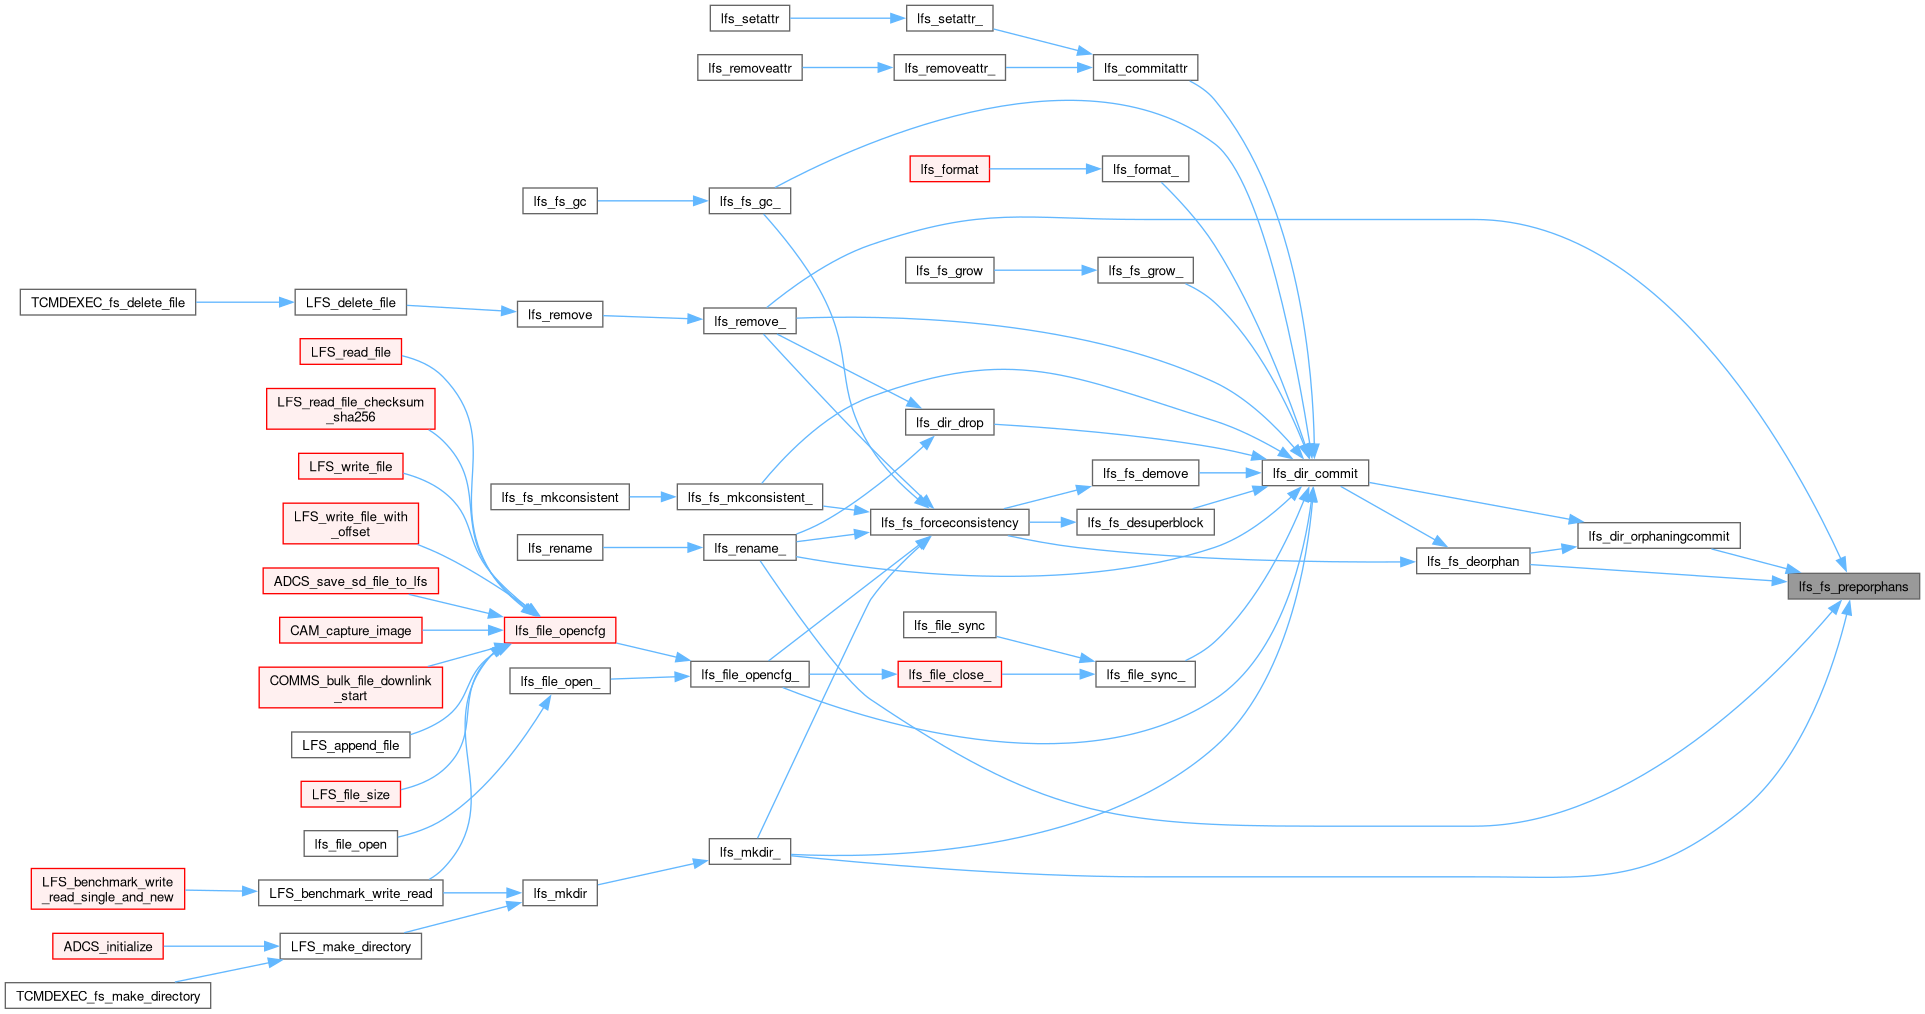 lfs_setattr
lfs_setattr_
lfs_removeattr
lfs_removeattr_
lfs_commitattr
lfs_format
lfs_format_
lfs_fs_gc
lfs_fs_gc_
lfs_fs_grow
lfs_fs_grow_
TCMDEXEC_fs_delete_file
LFS_delete_file
lfs_remove
lfs_remove_
LFS_read_file
LFS_read_file_checksum
_sha256
lfs_dir_drop
LFS_write_file
lfs_fs_demove
lfs_dir_commit
lfs_fs_mkconsistent
lfs_fs_mkconsistent_
LFS_write_file_with
_offset
lfs_fs_forceconsistency
lfs_fs_desuperblock
lfs_dir_orphaningcommit
lfs_rename
lfs_rename_
lfs_fs_deorphan
ADCS_save_sd_file_to_lfs
lfs_fs_preporphans
CAM_capture_image
lfs_file_opencfg
lfs_file_sync
COMMS_bulk_file_downlink
_start
lfs_file_open_
lfs_file_opencfg_
lfs_file_close_
lfs_file_sync_
LFS_append_file
LFS_file_size
lfs_file_open
lfs_mkdir_
LFS_benchmark_write
_read_single_and_new
LFS_benchmark_write_read
lfs_mkdir
ADCS_initialize
LFS_make_directory
TCMDEXEC_fs_make_directory